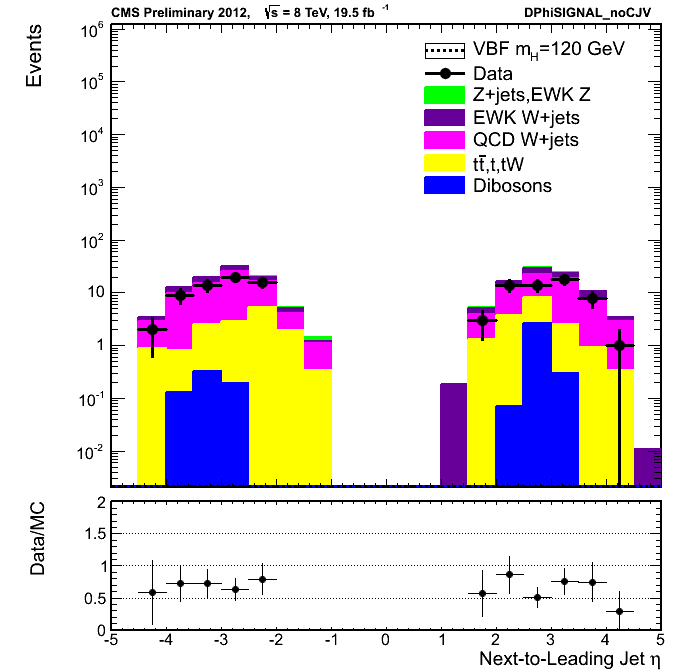 CMS Preliminary 2012, √s = 8 TeV, 19.5 fb⁻¹ DPhiSIGNAL_noCJV
Events
10⁶
10⁵
10⁴
10³
10²
10
1
10⁻¹
10⁻²
VBF m_H=120 GeV
Data
Z+jets,EWK Z
EWK W+jets
QCD W+jets
tt̄,t,tW
Dibosons
Data/MC
2
1.5
1
0.5
0
-5 -4 -3 -2 -1 0 1 2 3 4 5
Next-to-Leading Jet η